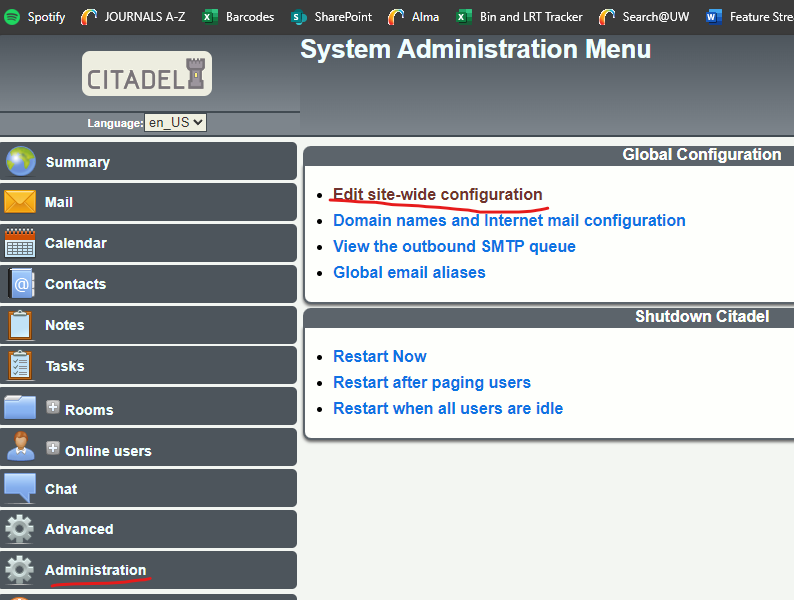 Spotify JOURNALS A-Z Barcodes SharePoint Alma Bin and LRT Tracker Search@UW Feature Stre
System Administration Menu
CITADEL
Language: en_US
Summary
Mail
Calendar
Contacts
Notes
Tasks
Rooms
Online users
Chat
Advanced
Administration
Global Configuration
Edit site-wide configuration
Domain names and Internet mail configuration
View the outbound SMTP queue
Global email aliases
Shutdown Citadel
Restart Now
Restart after paging users
Restart when all users are idle